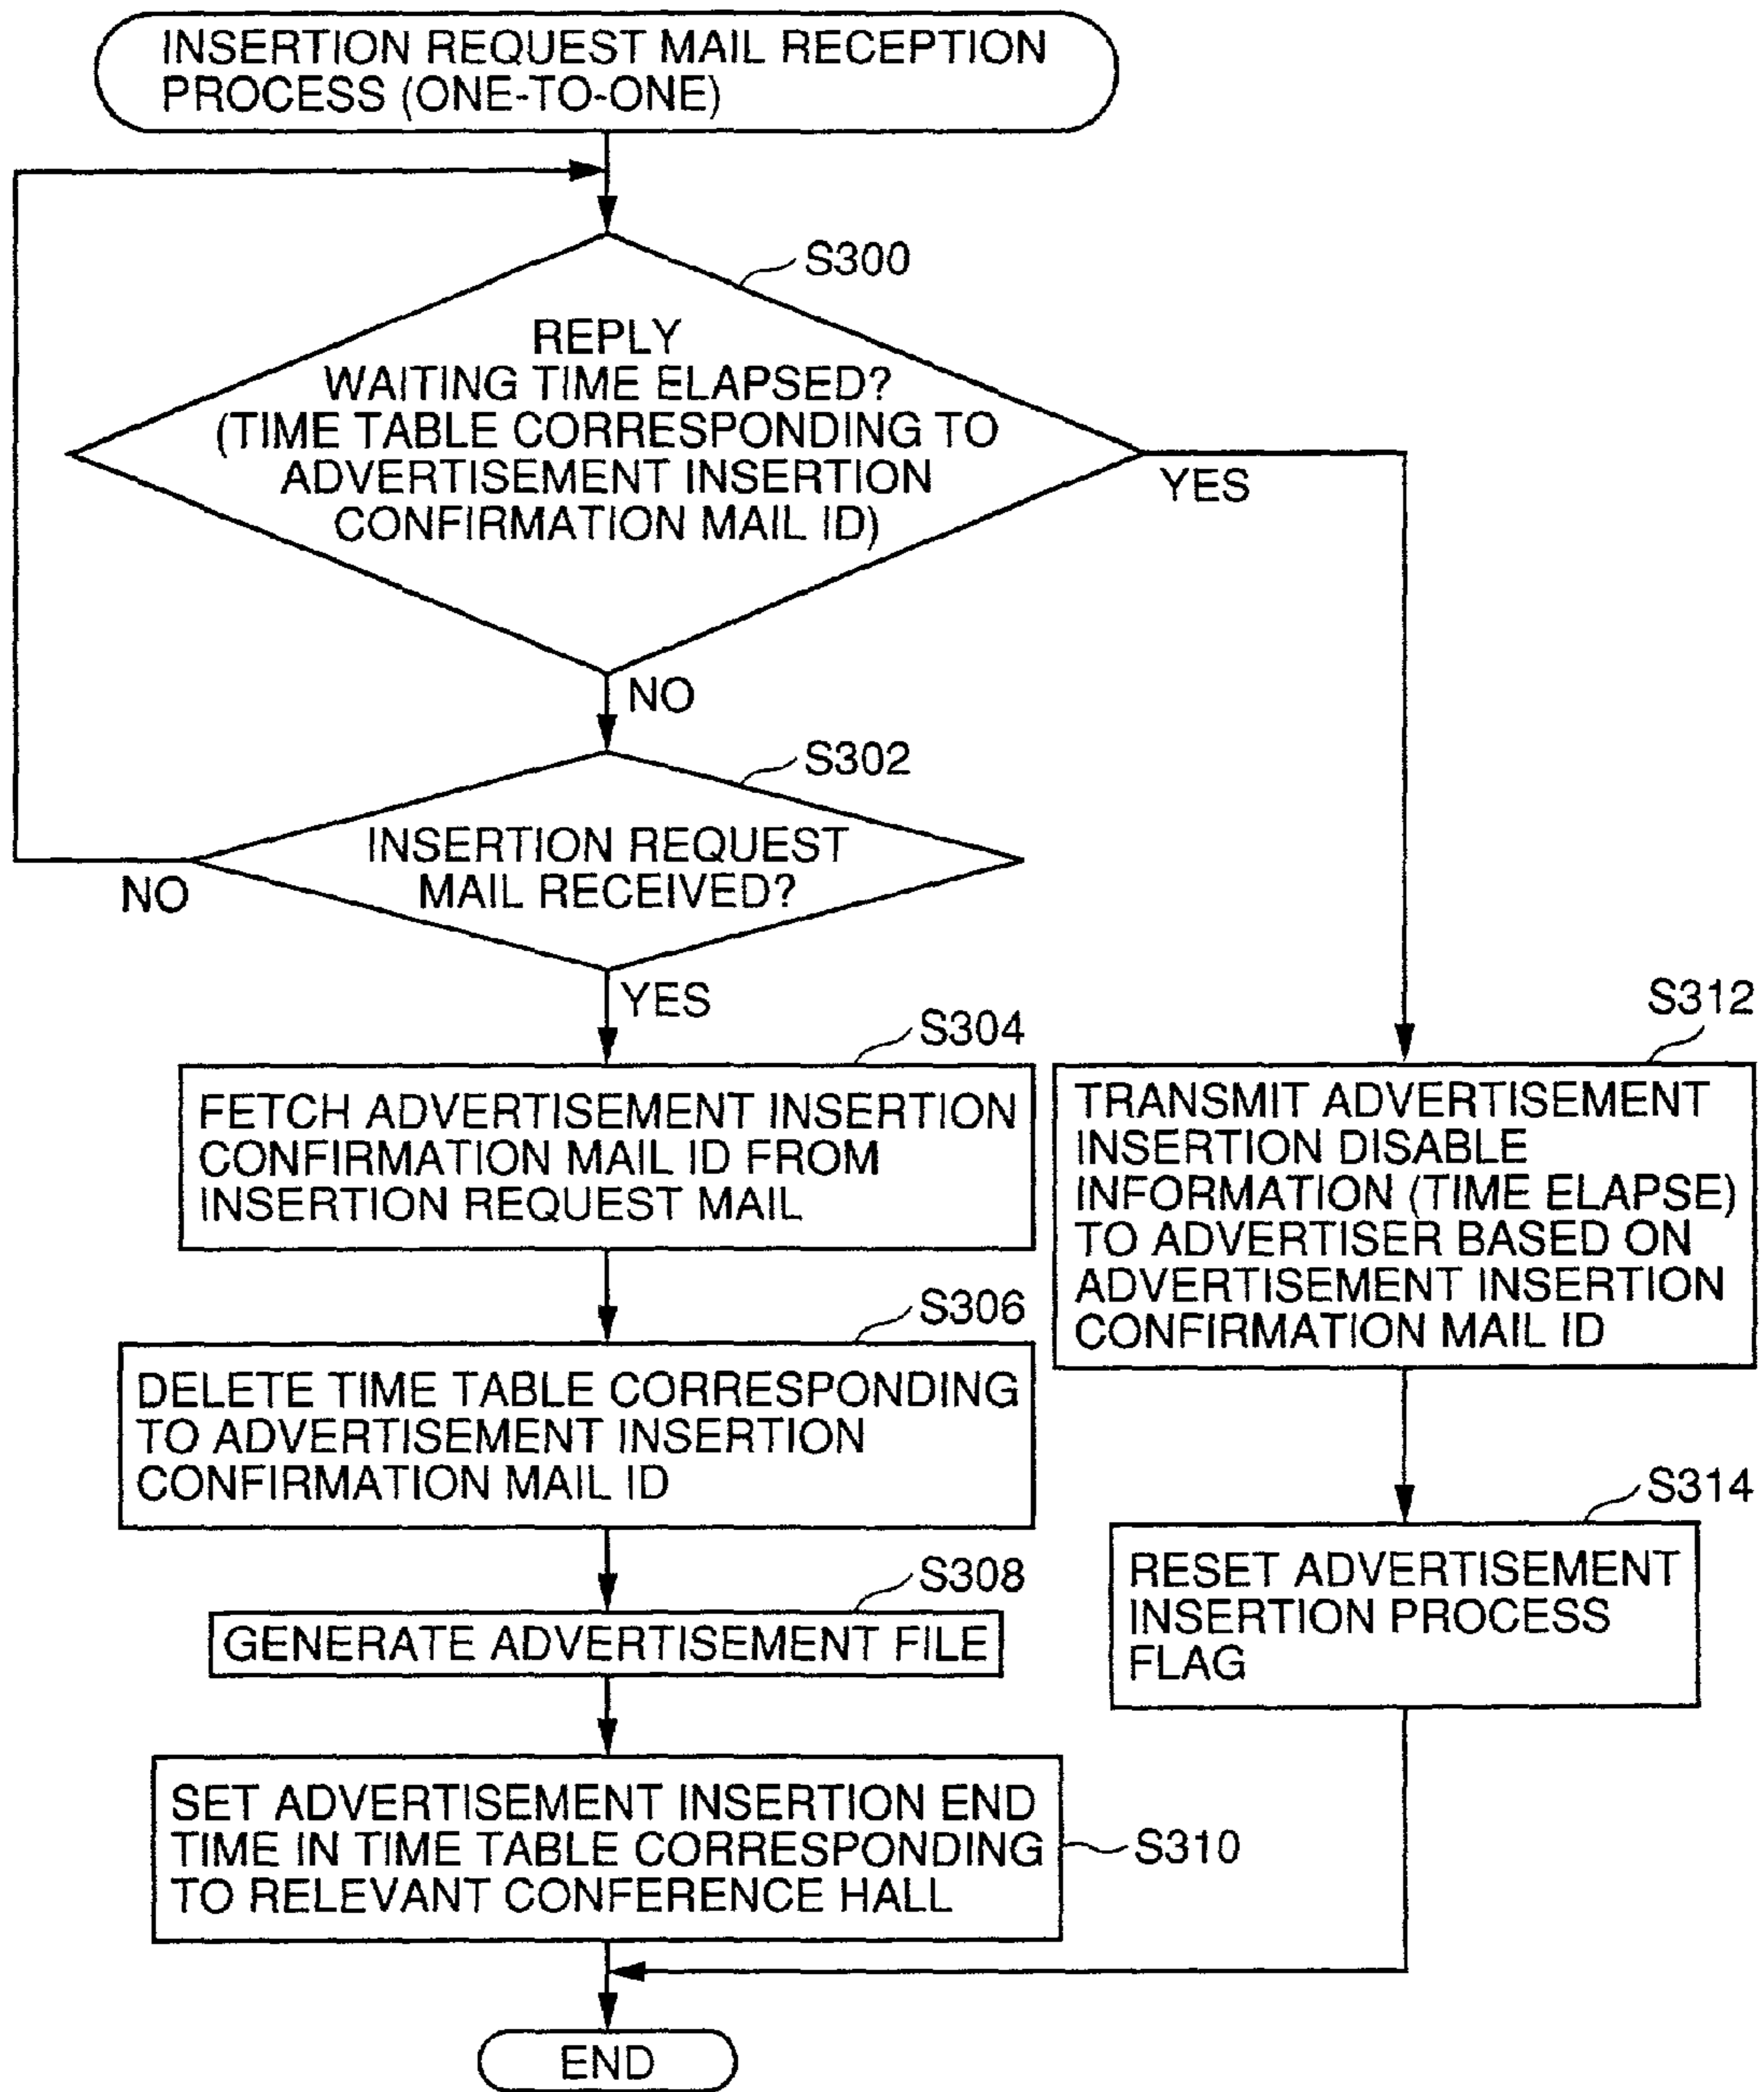 INSERTION REQUEST MAIL RECEPTION
PROCESS (ONE-TO-ONE)
S300
REPLY
WAITING TIME ELAPSED?
(TIME TABLE CORRESPONDING TO
ADVERTISEMENT INSERTION
CONFIRMATION MAIL ID)
YES
NO
S302
INSERTION REQUEST
MAIL RECEIVED?
NO
YES
S304
FETCH ADVERTISEMENT INSERTION
CONFIRMATION MAIL ID FROM
INSERTION REQUEST MAIL
S306
DELETE TIME TABLE CORRESPONDING
TO ADVERTISEMENT INSERTION
CONFIRMATION MAIL ID
S308
GENERATE ADVERTISEMENT FILE
SET ADVERTISEMENT INSERTION END
TIME IN TIME TABLE CORRESPONDING
TO RELEVANT CONFERENCE HALL
S310
S312
TRANSMIT ADVERTISEMENT
INSERTION DISABLE
INFORMATION (TIME ELAPSE)
TO ADVERTISER BASED ON
ADVERTISEMENT INSERTION
CONFIRMATION MAIL ID
S314
RESET ADVERTISEMENT
INSERTION PROCESS
FLAG
END